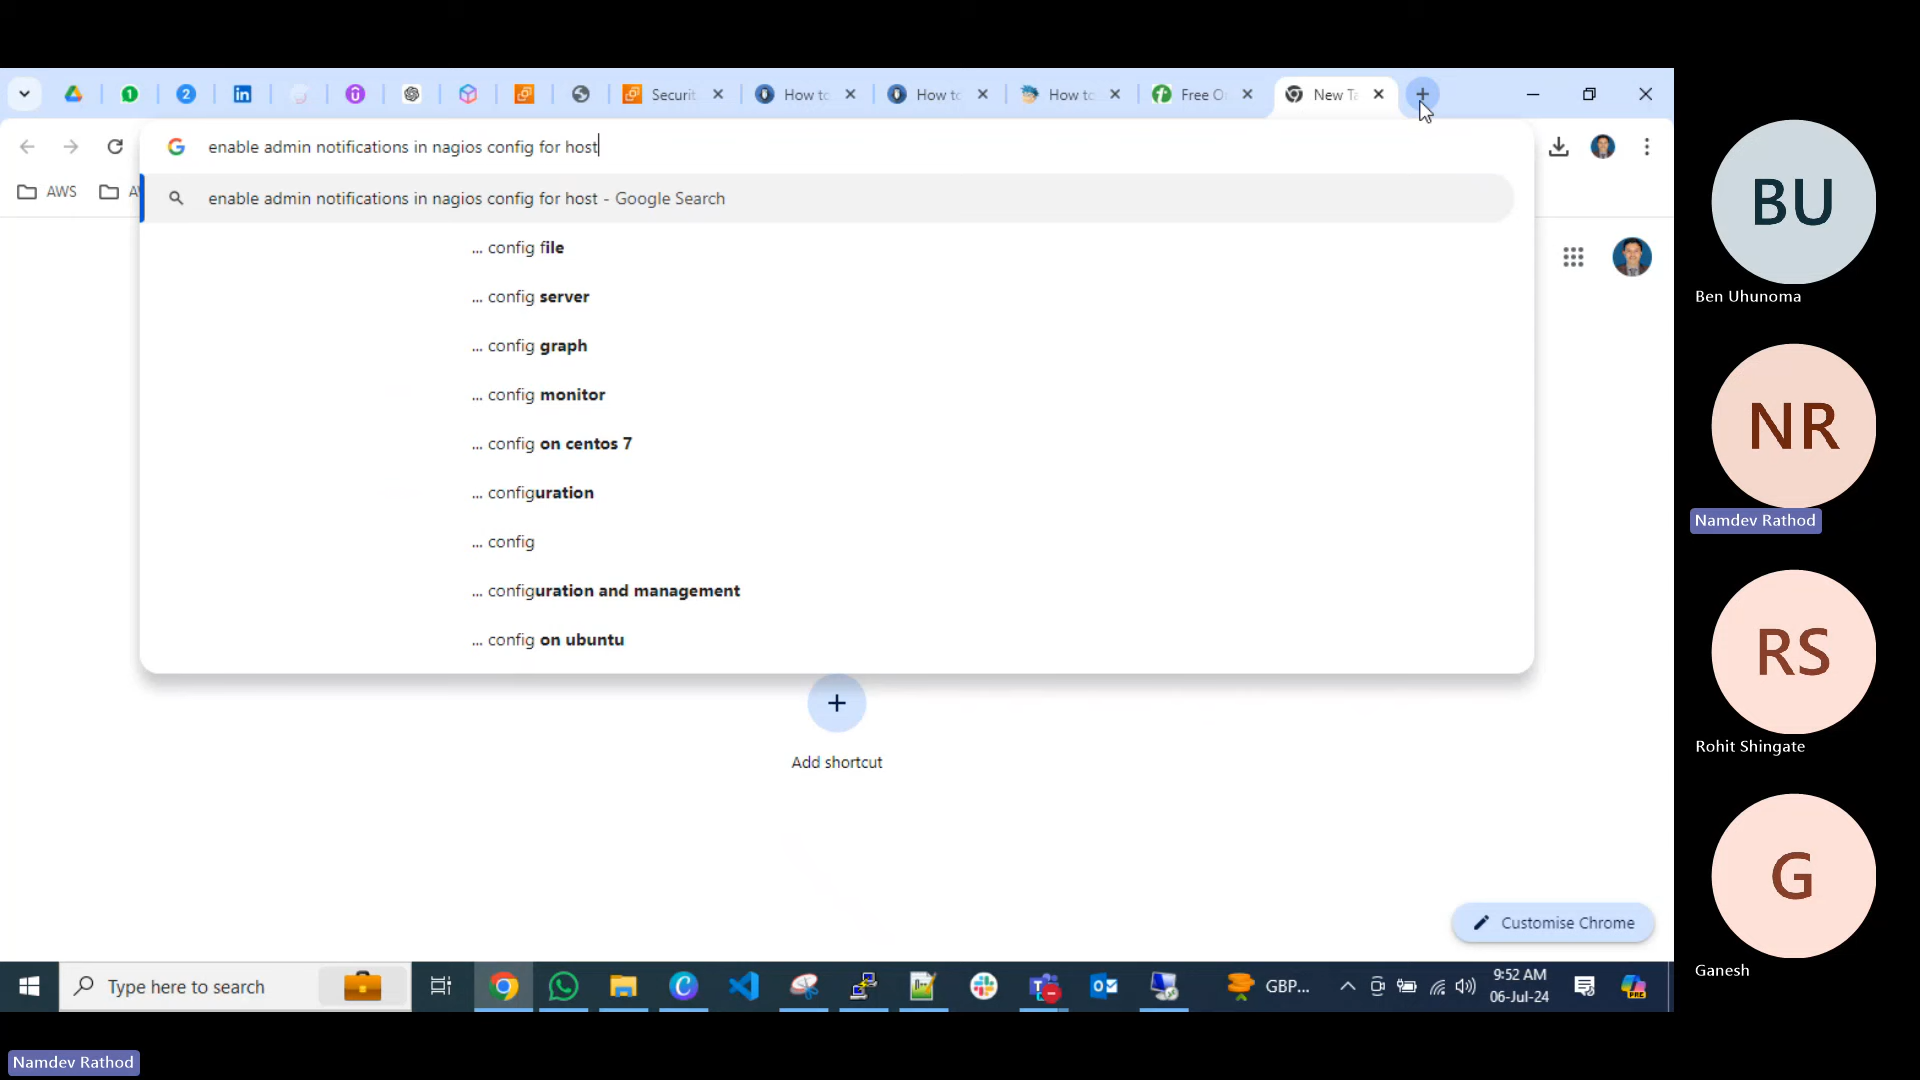 Securit
How to
How to
How to
Free O
New Ta
enable admin notifications in nagios config for host
AWS
enable admin notifications in nagios config for host - Google Search
... config file
... config server
... config graph
... config monitor
... config on centos 7
... configuration
... config
... configuration and management
... config on ubuntu
Add shortcut
Customise Chrome
Type here to search
GBP...
9:52 AM
06-Jul-24
BU
Ben Uhunoma
NR
Namdev Rathod
RS
Rohit Shingate
G
Ganesh
Namdev Rathod